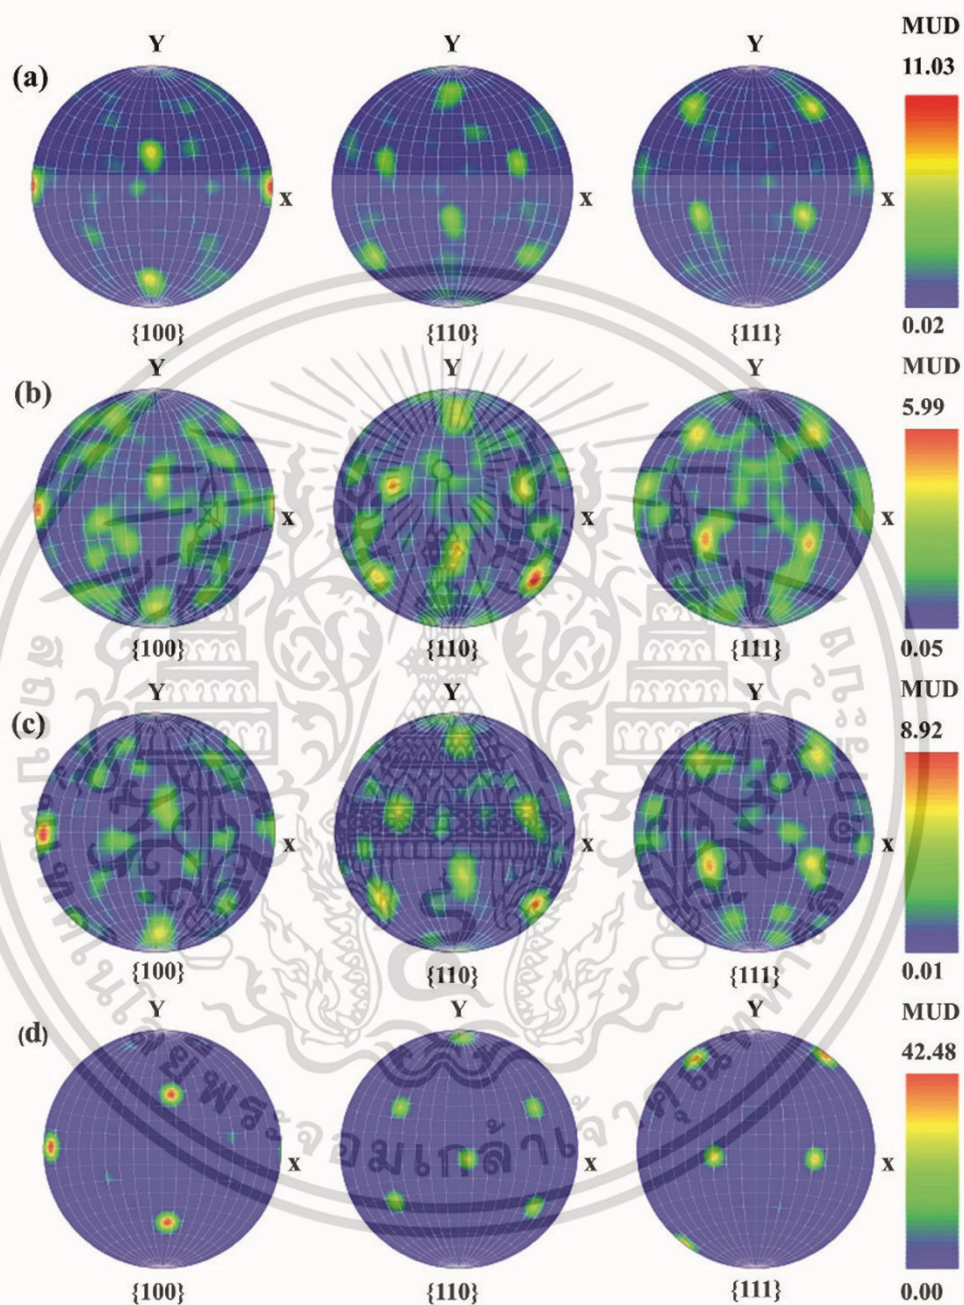 MUD
11.03
(a)
Y Y Y
X X X
{100} {110} {111}
0.02
MUD
5.99
(b)
Y Y Y
X X X
{100} {110} {111}
0.05
MUD
8.92
(c)
Y Y Y
X X X
{100} {110} {111}
0.01
MUD
42.48
(d)
Y Y Y
X X X
{100} {110} {111}
0.00